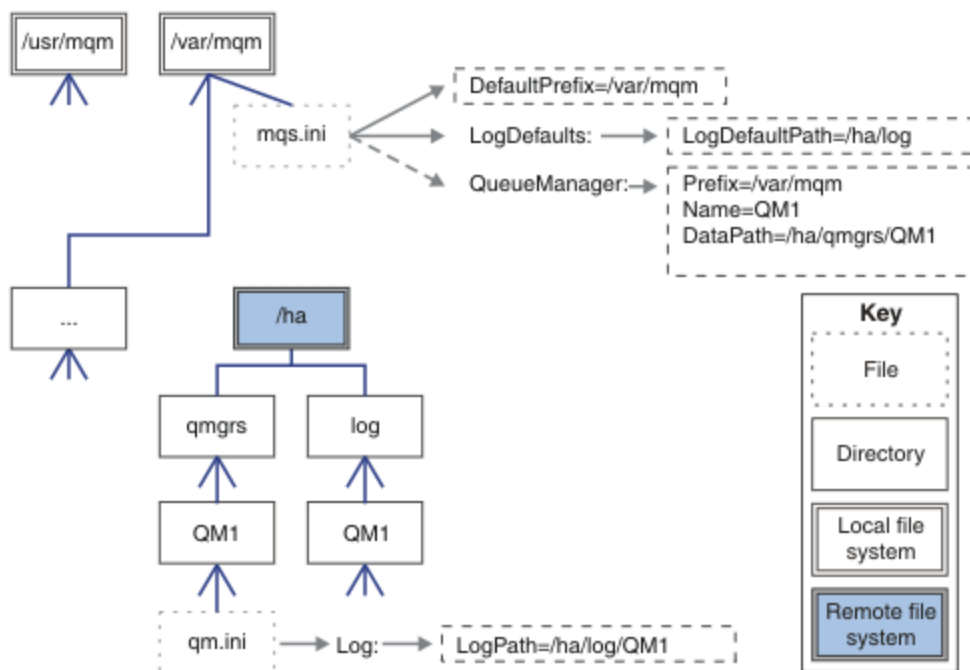 /usr/mqm
/var/mqm
mqs.ini
DefaultPrefix=/var/mqm
LogDefaults:
LogDefaultPath=/ha/log
QueueManager:
Prefix=/var/mqm
Name=QM1
DataPath=/ha/qmgrs/QM1
...
/ha
qmgrs
log
QM1
QM1
qm.ini
Log:
LogPath=/ha/log/QM1
Key
File
Directory
Local file
system
Remote file
system